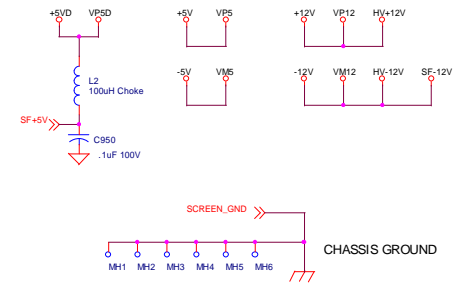 +5VD VP5D +5V VP5 +12V VP12 HV+12V
-5V VM5 -12V VM12 HV-12V SF-12V
L2
100uH Choke
SF+5V
C950
.1uF 100V
SCREEN_GND
CHASSIS GROUND
MH1 MH2 MH3 MH4 MH5 MH6